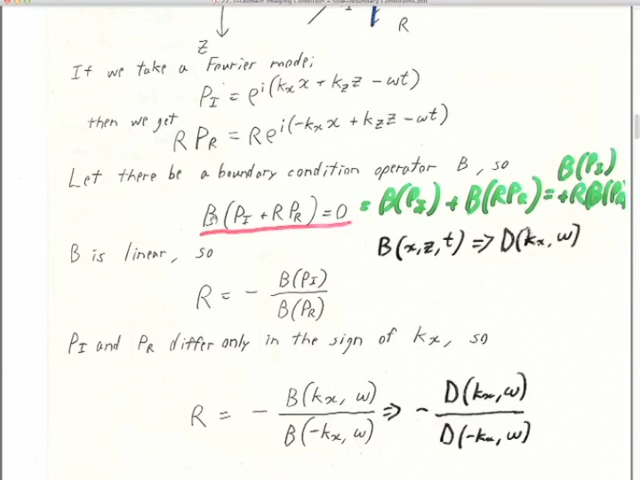 Z
R
If we take a Fourier mode;
P_I = e^{i(k_x x + k_z z - ωt)}
then we get
R P_R = R e^{i(-k_x x + k_z z - ωt)}
Let there be a boundary condition operator B, so
B(P_I + R P_R) = 0 = B(P_I) + B(RP_R) = B(P_I) + RB(P_R)
B is linear, so
B(x, z, t) ⇒ D(k_x, ω)
R = - B(P_I) / B(P_R)
P_I and P_R differ only in the sign of k_x, so
R = - B(k_x, ω) / B(-k_x, ω) ⇒ - D(k_x, ω) / D(-k_x, ω)